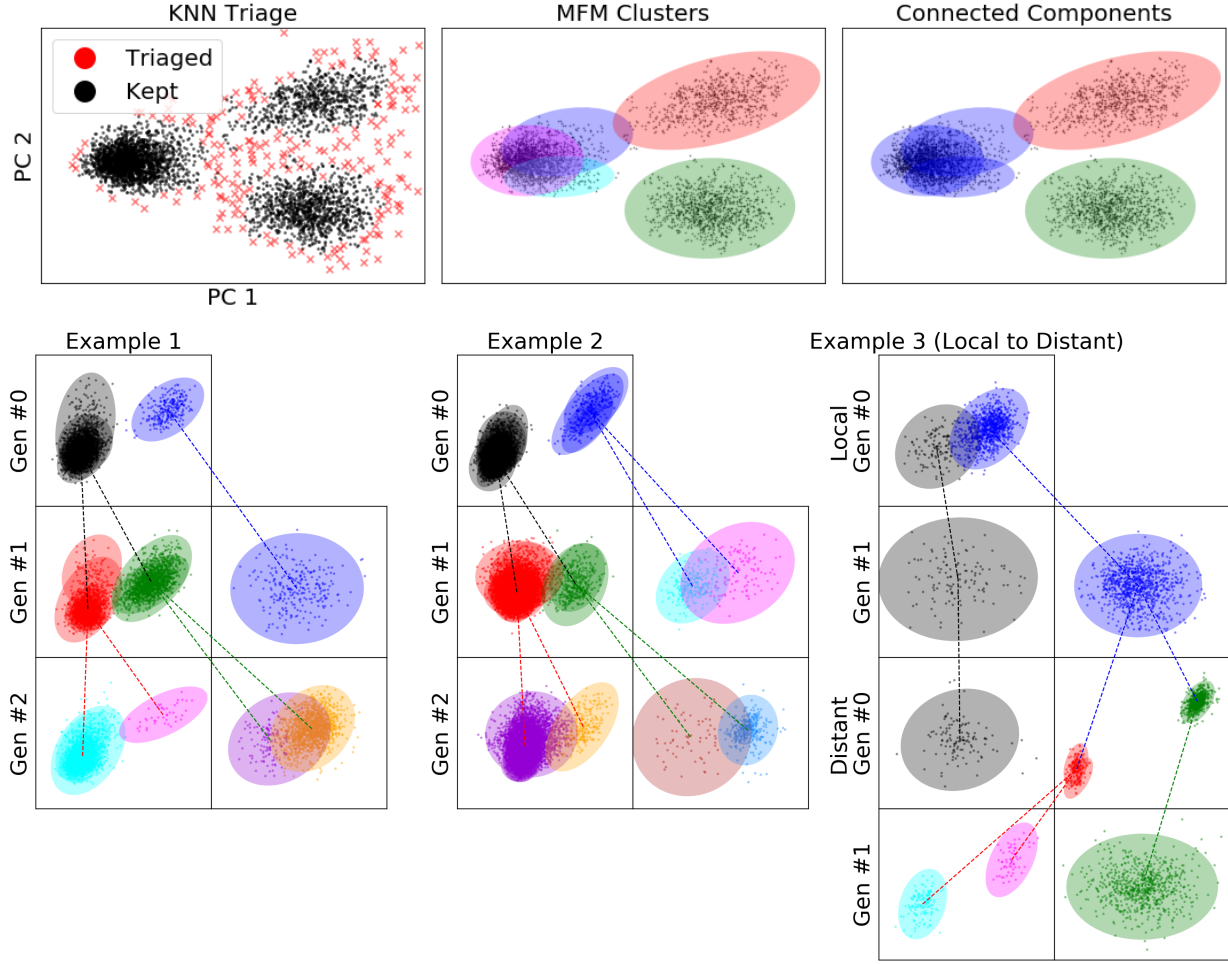 KNN Triage
MFM Clusters
Connected Components
Triaged
Kept
PC 2
PC 1
Example 1
Example 2
Example 3 (Local to Distant)
Gen #0
Gen #1
Gen #2
Gen #0
Gen #1
Gen #2
Local
Gen #0
Gen #1
Distant
Gen #0
Gen #1